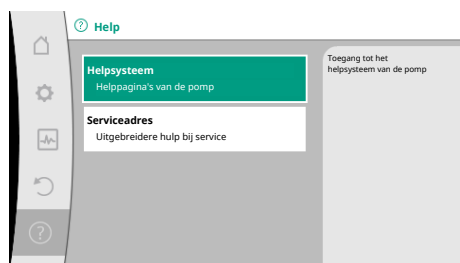 Help
Helpsysteem
Helppagina's van de pomp
Serviceadres
Uitgebreidere hulp bij service
Toegang tot het
helpsysteem van de pomp